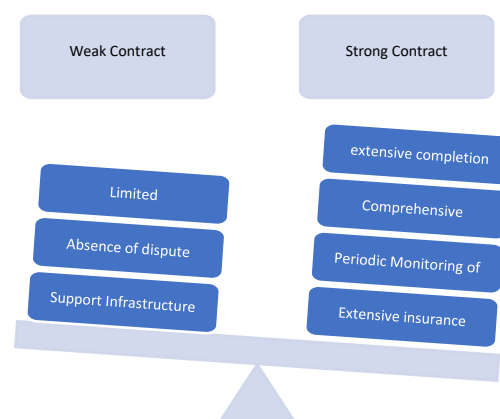 Weak Contract
Strong Contract
Limited
Absence of dispute
Support Infrastructure
extensive completion
Comprehensive
Periodic Monitoring of
Extensive insurance